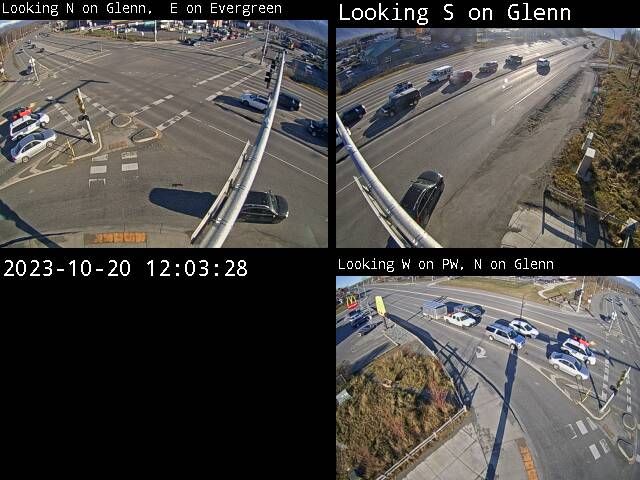 Looking N on Glenn,  E on Evergreen
Looking S on Glenn
2023-10-20 12:03:28
Looking W on PW, N on Glenn